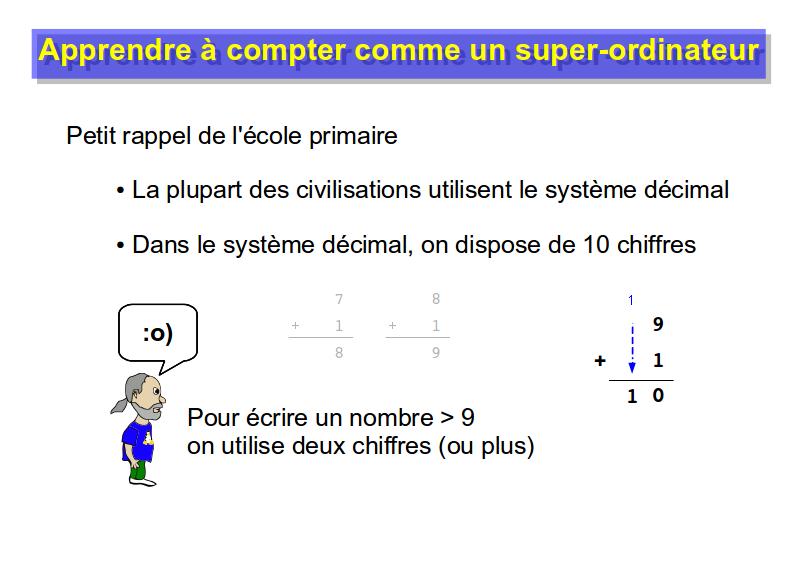 Apprendre à compter comme un super-ordinateur
Petit rappel de l'école primaire
• La plupart des civilisations utilisent le système décimal
• Dans le système décimal, on dispose de 10 chiffres
:o)
7
+ 1
8
8
+ 1
9
1
9
+ 1
1 0
Pour écrire un nombre > 9
on utilise deux chiffres (ou plus)